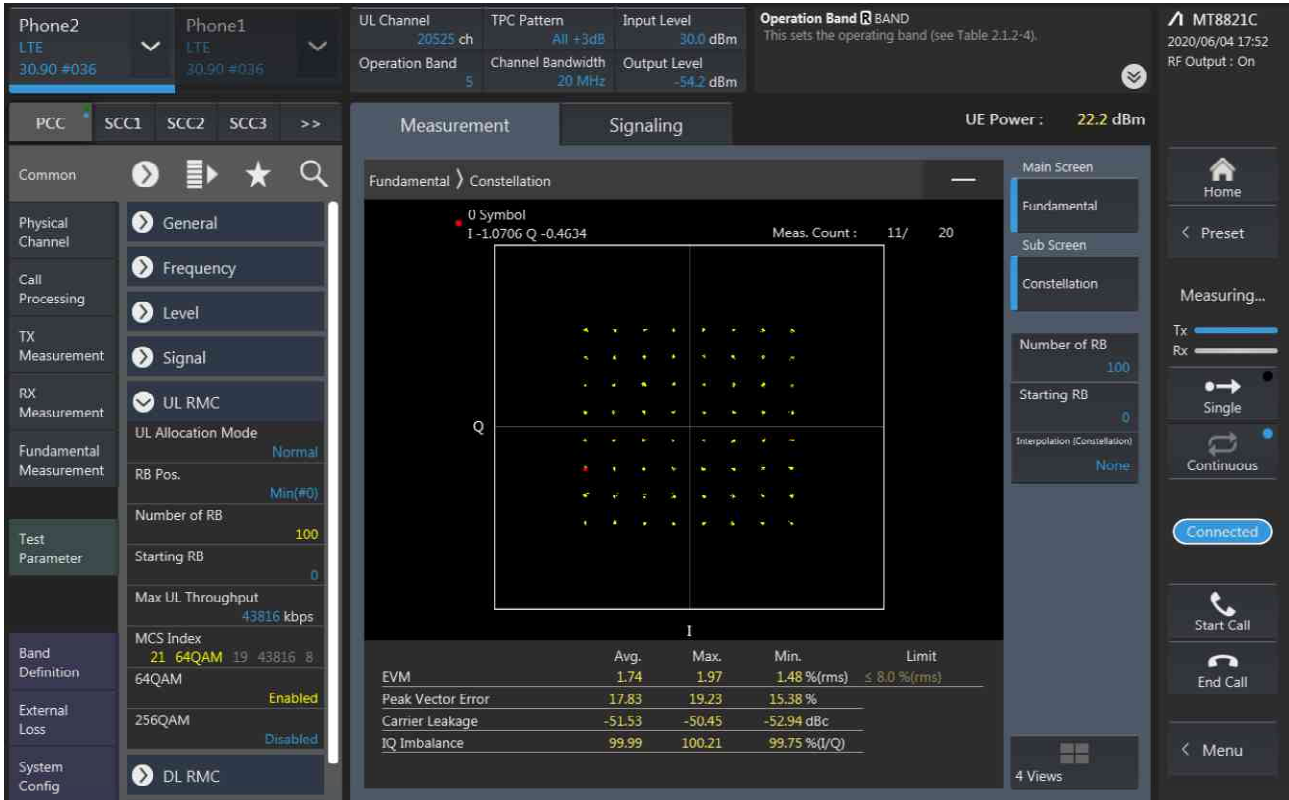 Phone2
LTE
30.90 #036
Phone1
LTE
30.90 #036
UL Channel
20525 ch
TPC Pattern
All +3dB
Input Level
30.0 dBm
Operation Band
5
Channel Bandwidth
20 MHz
Output Level
-54.2 dBm
Operation Band R BAND
This sets the operating band (see Table 2.1.2-4).
MT8821C
2020/06/04 17:52
RF Output : On
PCC SCC1 SCC2 SCC3 >>
Measurement
Signaling
UE Power : 22.2 dBm
Common
Physical
Channel
Call
Processing
TX
Measurement
RX
Measurement
Fundamental
Measurement
Test
Parameter
Band
Definition
External
Loss
System
Config
General
Frequency
Level
Signal
UL RMC
UL Allocation Mode
Normal
RB Pos.
Min(#0)
Number of RB
100
Starting RB
0
Max UL Throughput
43816 kbps
MCS Index
21 64QAM 19 43816 8
64QAM
Enabled
256QAM
Disabled
DL RMC
Fundamental 〉 Constellation
0 Symbol
I -1.0706 Q -0.4634
Meas. Count : 11/ 20
Q
I
Avg. Max. Min. Limit
EVM 1.74 1.97 1.48 %(rms) ≤ 8.0 %(rms)
Peak Vector Error 17.83 19.23 15.38 %
Carrier Leakage -51.53 -50.45 -52.94 dBc
IQ Imbalance 99.99 100.21 99.75 %(I/Q)
Main Screen
Fundamental
Sub Screen
Constellation
Number of RB
100
Starting RB
0
Interpolation (Constellation)
None
4 Views
Home
< Preset
Measuring...
Tx
Rx
Single
Continuous
Connected
Start Call
End Call
< Menu